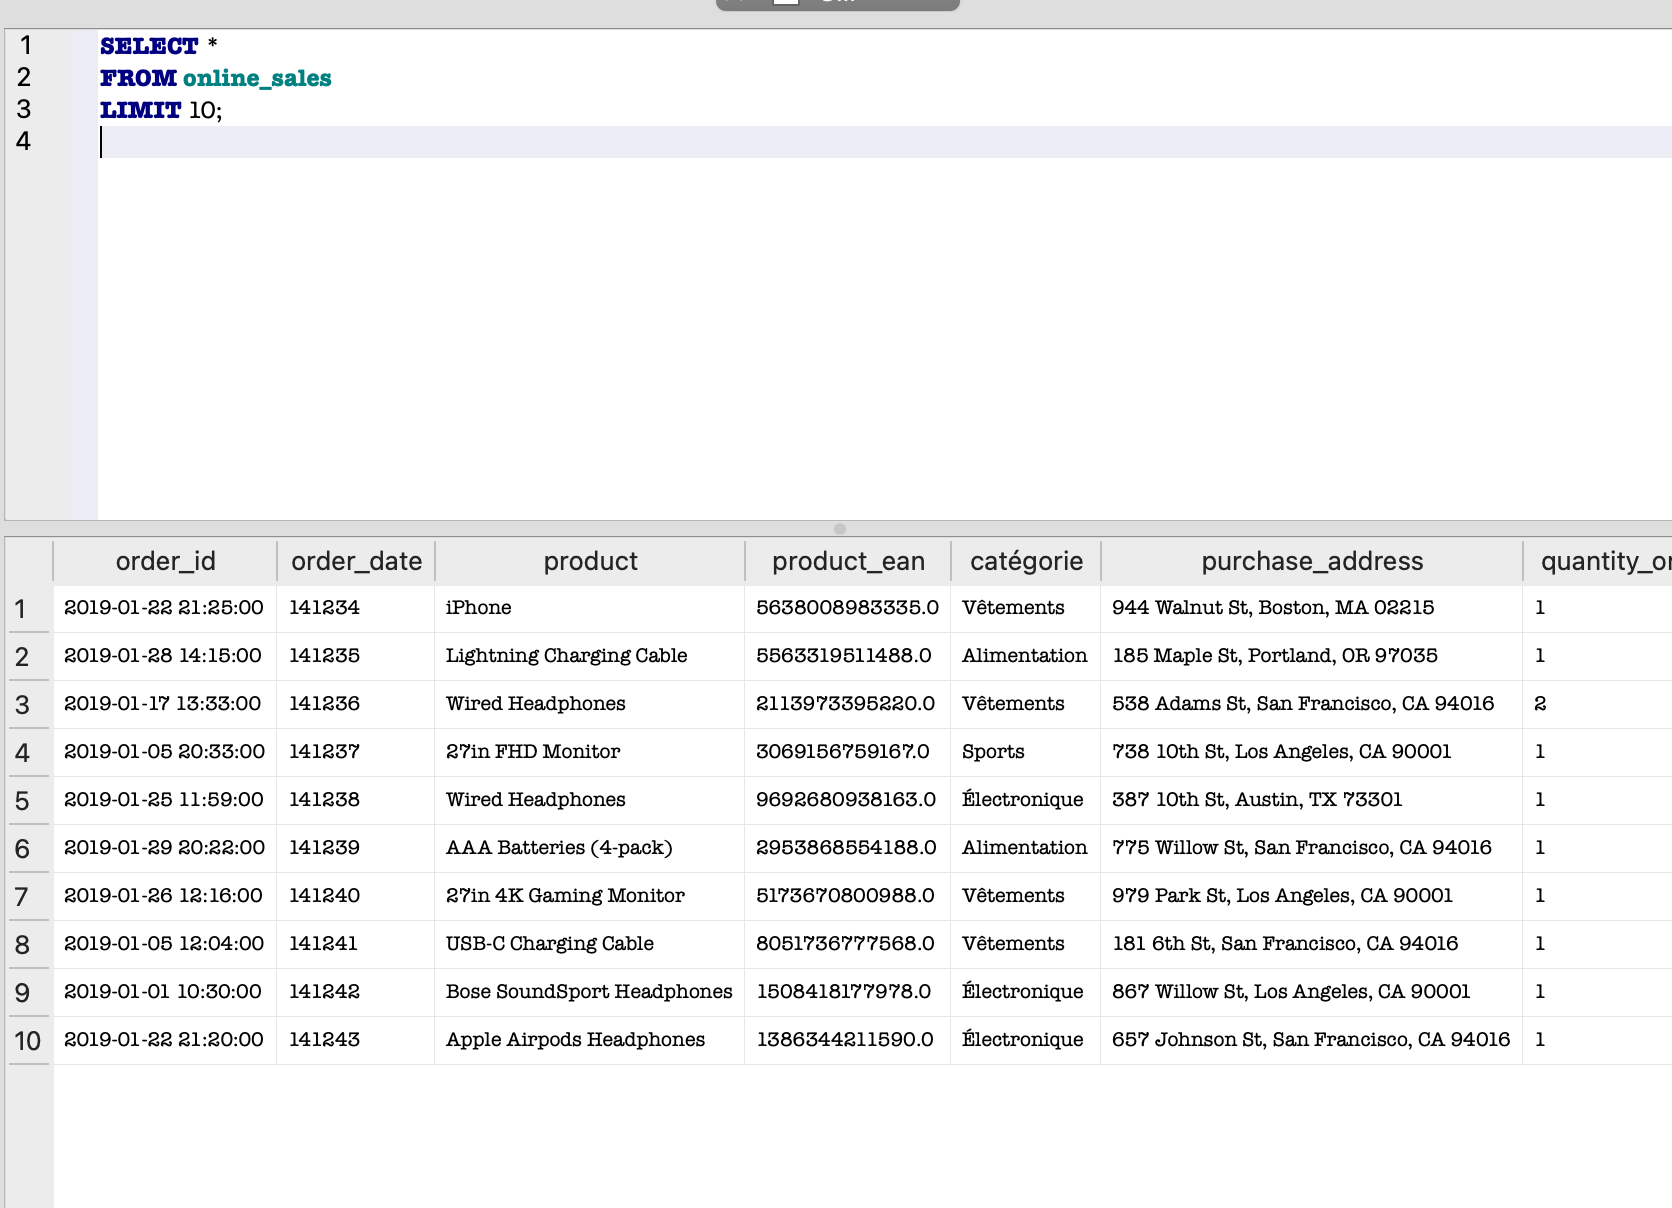 1 SELECT *
2 FROM online_sales
3 LIMIT 10;
4
order_id order_date product product_ean catégorie purchase_address
1 2019-01-22 21:25:00 141234 iPhone 5638008983335.0 Vêtements 944 Walnut St, Boston, MA 02215 1
2 2019-01-28 14:15:00 141235 Lightning Charging Cable 5563319511488.0 Alimentation 185 Maple St, Portland, OR 97035 1
3 2019-01-17 13:33:00 141236 Wired Headphones 2113973395220.0 Vêtements 538 Adams St, San Francisco, CA 94016 2
4 2019-01-05 20:33:00 141237 27in FHD Monitor 3069156759167.0 Sports 738 10th St, Los Angeles, CA 90001 1
5 2019-01-25 11:59:00 141238 Wired Headphones 9692680938163.0 Électronique 387 10th St, Austin, TX 73301 1
6 2019-01-29 20:22:00 141239 AAA Batteries (4-pack) 2953868554188.0 Alimentation 775 Willow St, San Francisco, CA 94016 1
7 2019-01-26 12:16:00 141240 27in 4K Gaming Monitor 5173670800988.0 Vêtements 979 Park St, Los Angeles, CA 90001 1
8 2019-01-05 12:04:00 141241 USB-C Charging Cable 8051736777568.0 Vêtements 181 6th St, San Francisco, CA 94016 1
9 2019-01-01 10:30:00 141242 Bose SoundSport Headphones 1508418177978.0 Électronique 867 Willow St, Los Angeles, CA 90001 1
10 2019-01-22 21:20:00 141243 Apple Airpods Headphones 1386344211590.0 Électronique 657 Johnson St, San Francisco, CA 94016 1